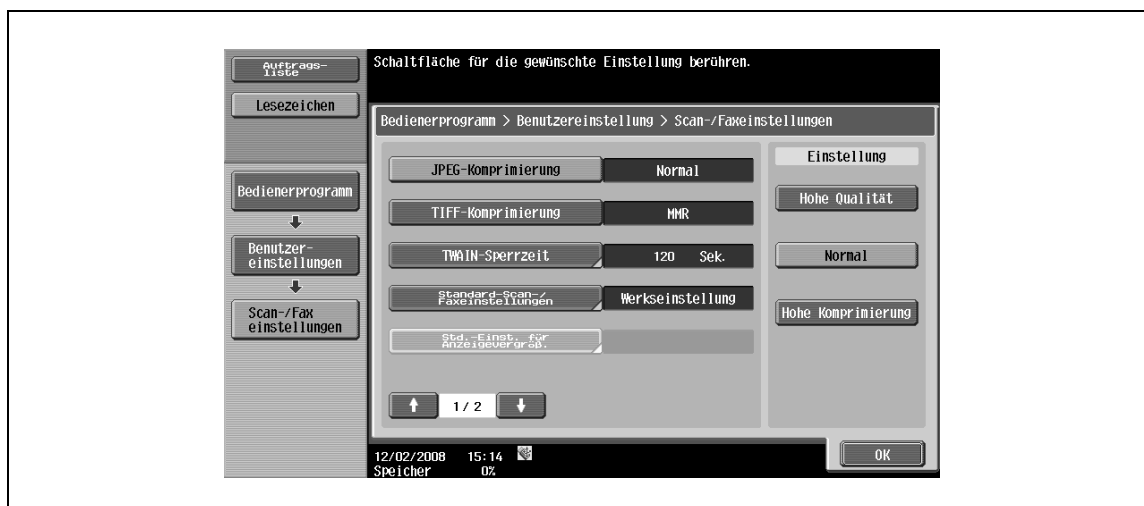 Auftrags-
liste
Schaltfläche für die gewünschte Einstellung berühren.
Lesezeichen
Bedienerprogramm > Benutzereinstellung > Scan-/Faxeinstellungen
JPEG-Komprimierung
Normal
TIFF-Komprimierung
MMR
TWAIN-Sperrzeit
120 Sek.
Standard-Scan-/
Faxeinstellungen
Werkseinstellung
Std.-Einst. für
Anzeigevergröß.
1/ 2
Einstellung
Hohe Qualität
Normal
Hohe Komprimierung
Bedienerprogramm
Benutzer-
einstellungen
Scan-/Fax
einstellungen
12/02/2008 15:14
Speicher 0%
OK